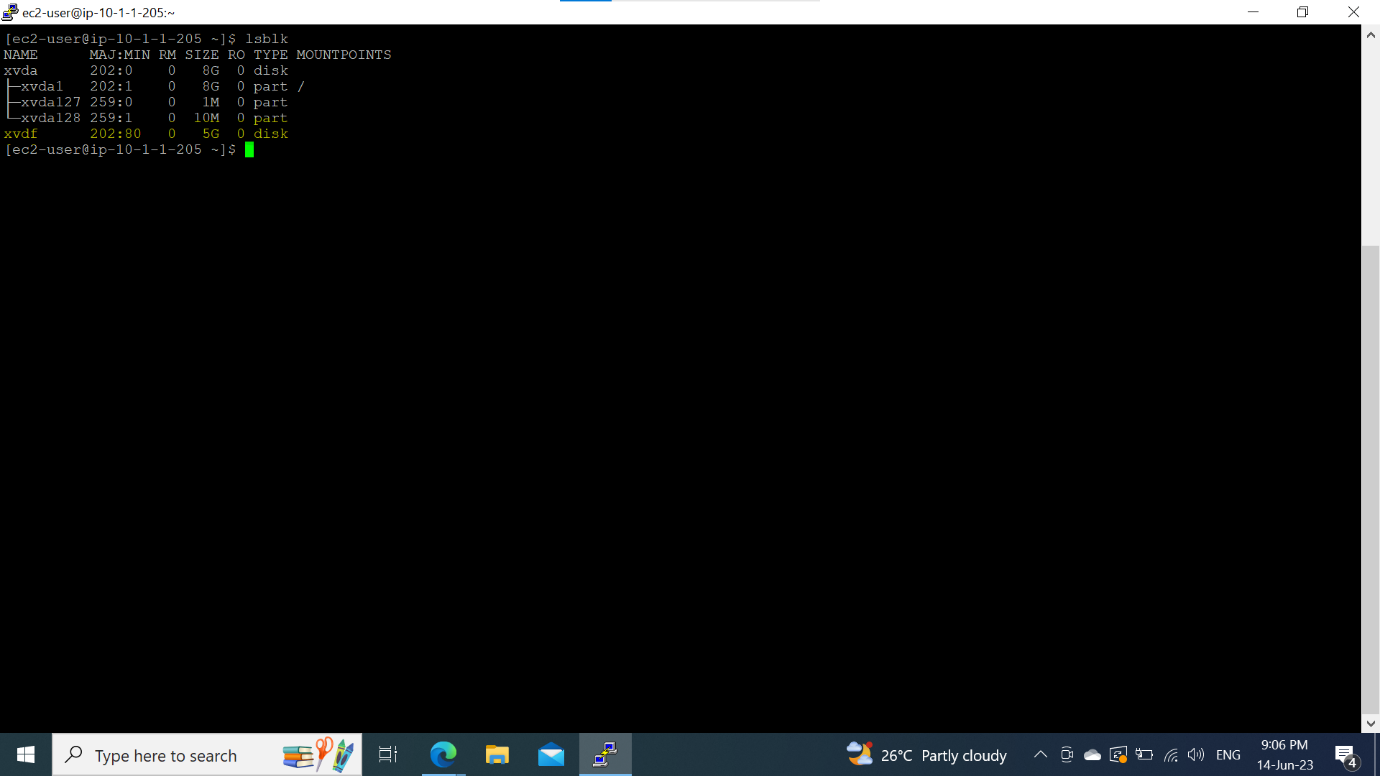 ec2-user@ip-10-1-1-205:~
[ec2-user@ip-10-1-1-205 ~]$ lsblk
NAME      MAJ:MIN RM SIZE RO TYPE MOUNTPOINTS
xvda      202:0    0   8G  0 disk
├─xvda1   202:1    0   8G  0 part /
├─xvda127 259:0    0   1M  0 part
└─xvda128 259:1    0  10M  0 part
xvdf      202:80   0   5G  0 disk
[ec2-user@ip-10-1-1-205 ~]$
Type here to search
26°C Partly cloudy
ENG
9:06 PM
14-Jun-23
4